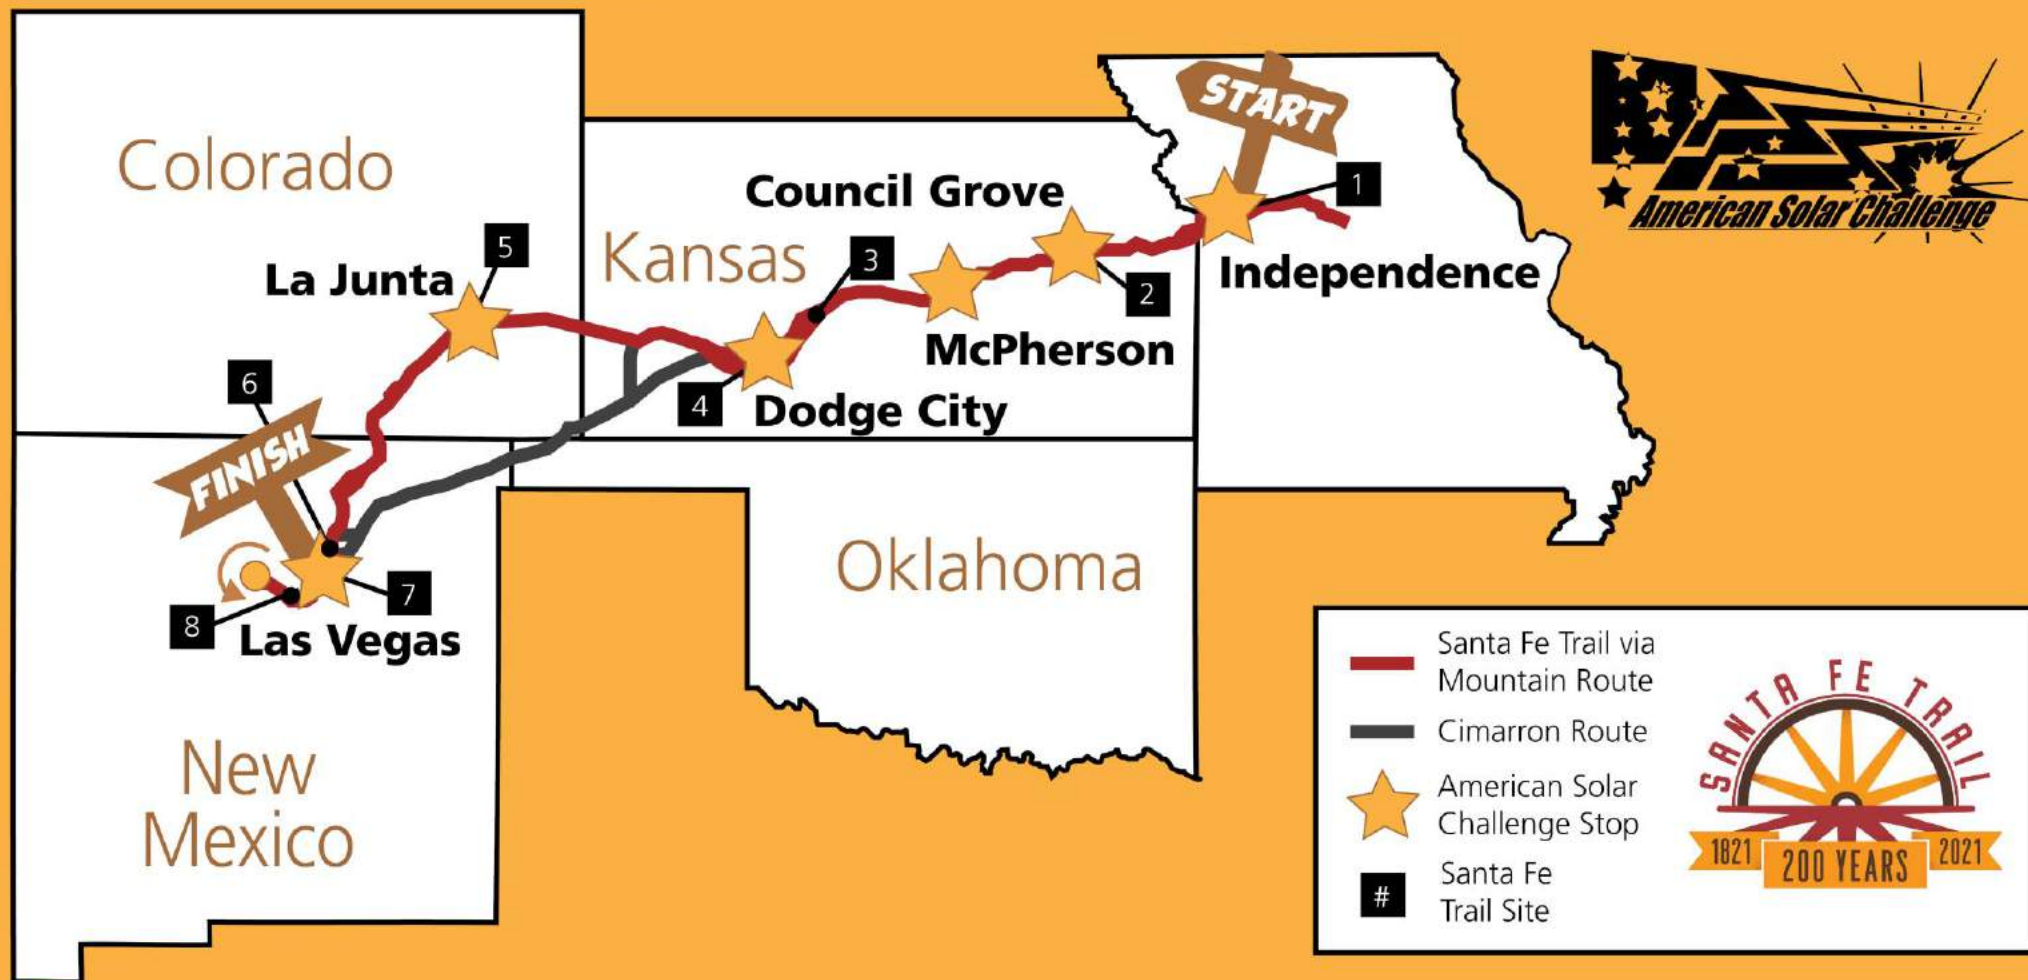 START
American Solar Challenge
Colorado
1
Council Grove
5
Kansas
3
La Junta
Independence
2
McPherson
6
4
Dodge City
FINISH
Oklahoma
7
8
Las Vegas
New
Mexico
Santa Fe Trail via
Mountain Route
Cimarron Route
American Solar
Challenge Stop
#
Santa Fe
Trail Site
SANTA FE TRAIL
1821
200 YEARS
2021